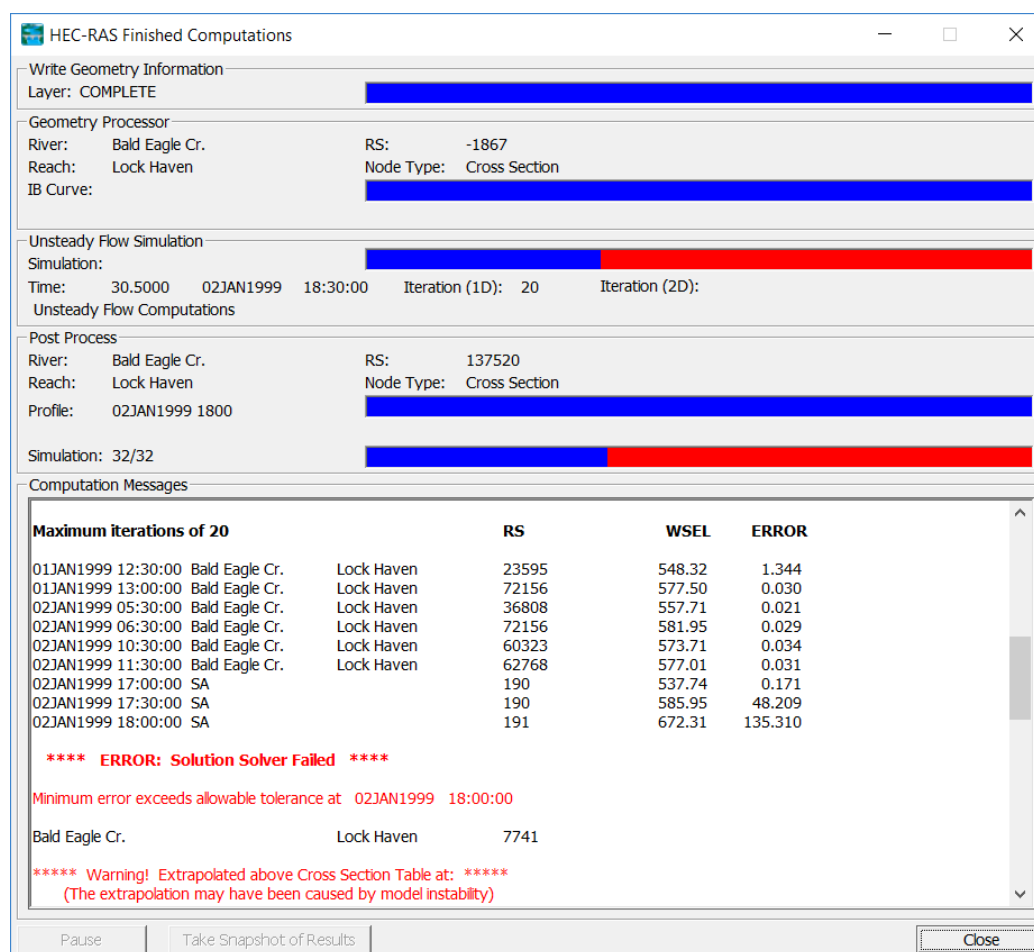 HEC-RAS Finished Computations
Write Geometry Information
Layer: COMPLETE
Geometry Processor
River: Bald Eagle Cr. RS: -1867
Reach: Lock Haven Node Type: Cross Section
IB Curve:
Unsteady Flow Simulation
Simulation:
Time: 30.5000 02JAN1999 18:30:00 Iteration (1D): 20 Iteration (2D):
Unsteady Flow Computations
Post Process
River: Bald Eagle Cr. RS: 137520
Reach: Lock Haven Node Type: Cross Section
Profile: 02JAN1999 1800
Simulation: 32/32
Computation Messages
Maximum iterations of 20 RS WSEL ERROR
01JAN1999 12:30:00 Bald Eagle Cr. Lock Haven 23595 548.32 1.344
01JAN1999 13:00:00 Bald Eagle Cr. Lock Haven 72156 577.50 0.030
02JAN1999 05:30:00 Bald Eagle Cr. Lock Haven 36808 557.71 0.021
02JAN1999 06:30:00 Bald Eagle Cr. Lock Haven 72156 581.95 0.029
02JAN1999 10:30:00 Bald Eagle Cr. Lock Haven 60323 573.71 0.034
02JAN1999 11:30:00 Bald Eagle Cr. Lock Haven 62768 577.01 0.031
02JAN1999 17:00:00 SA 190 537.74 0.171
02JAN1999 17:30:00 SA 190 585.95 48.209
02JAN1999 18:00:00 SA 191 672.31 135.310
**** ERROR: Solution Solver Failed ****
Minimum error exceeds allowable tolerance at 02JAN1999 18:00:00
Bald Eagle Cr. Lock Haven 7741
***** Warning! Extrapolated above Cross Section Table at: *****
(The extrapolation may have been caused by model instability)
Pause Take Snapshot of Results Close